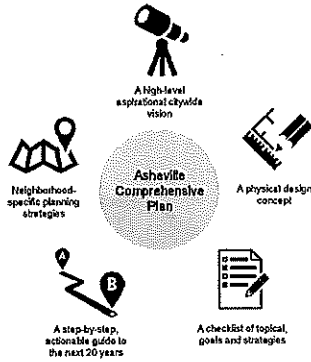 A high-level
aspirational citywide
vision
Neighborhood-
specific planning
strategies
Asheville
Comprehensive
Plan
A physical design
concept
A
B
A step-by-step,
actionable guide to
the next 20 years
A checklist of topical,
goals and strategies